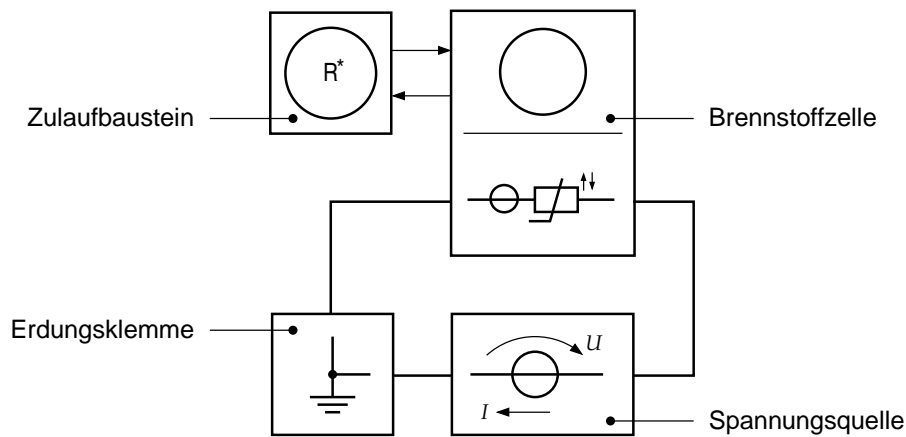 R*
Zulaufbaustein
Brennstoffzelle
Erdungsklemme
U
I
Spannungsquelle